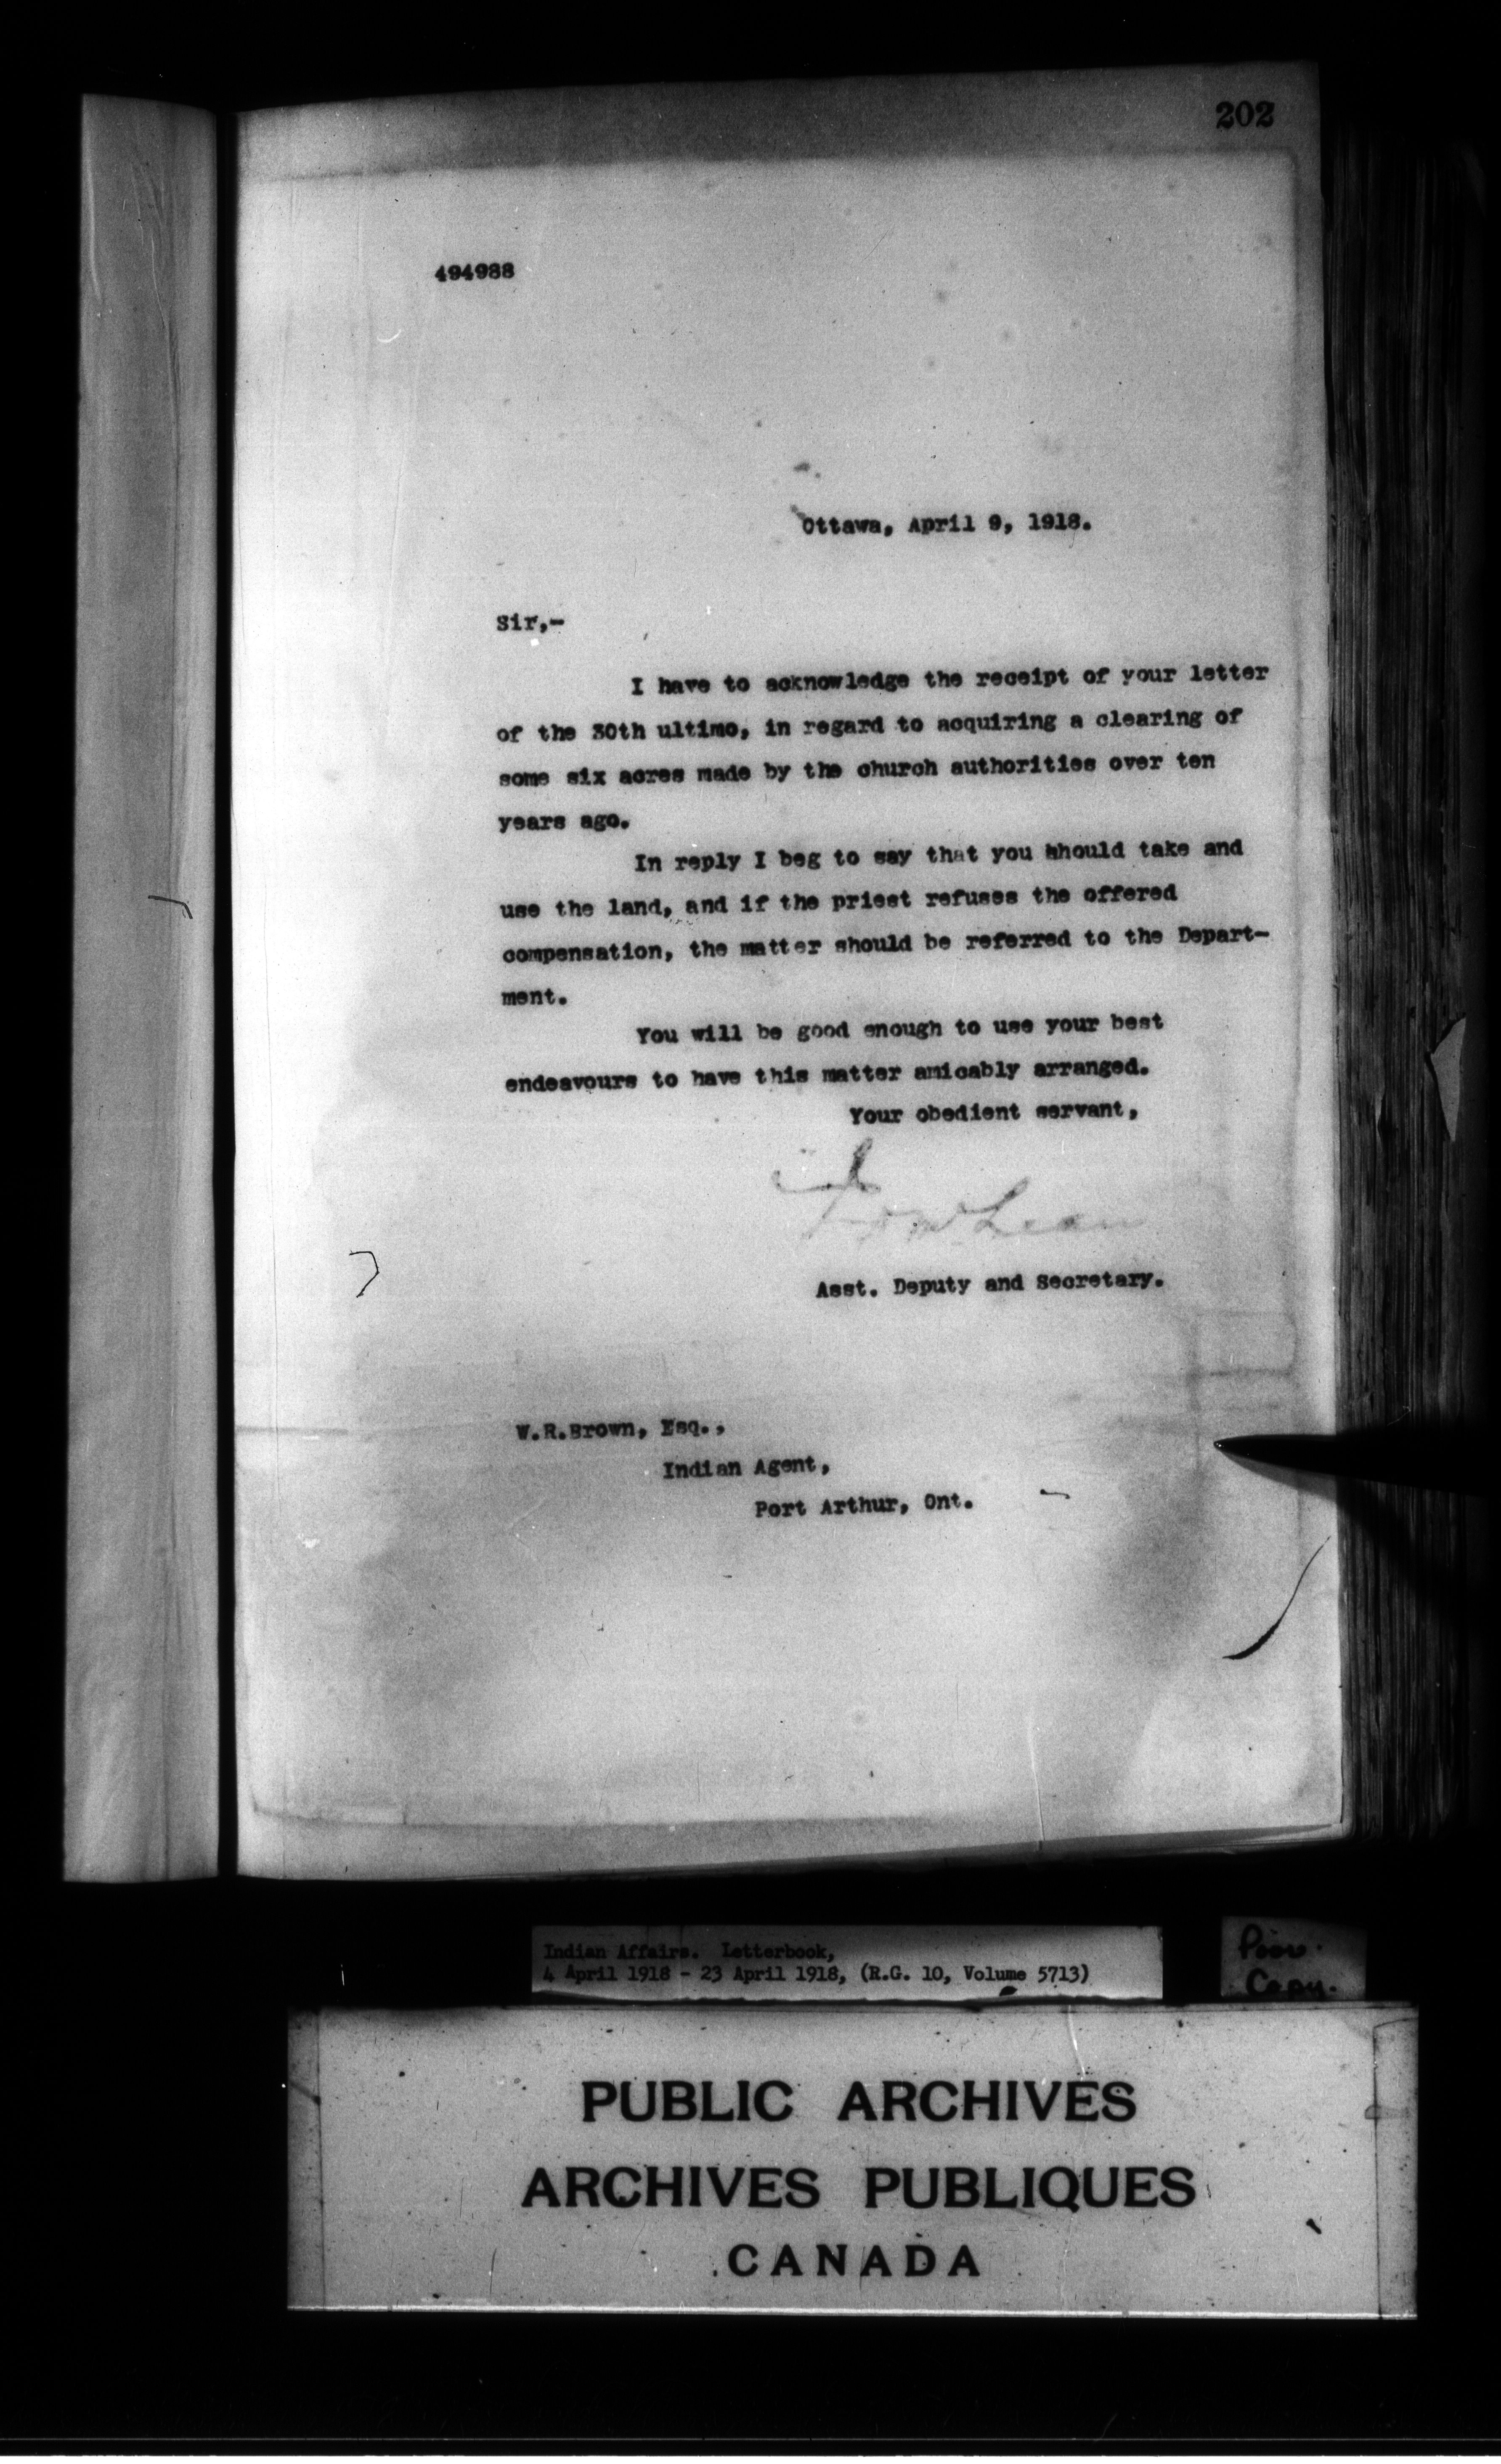 202
494988
Ottawa, April 9, 1918.
Sir,-
I have to acknowledge the receipt of your letter
of the 30th ultimo, in regard to acquiring a clearing of
some six acres made by the church authorities over ten
years ago.
In reply I beg to say that you should take and
use the land, and if the priest refuses the offered
compensation, the matter should be referred to the Depart-
ment.
You will be good enough to use your best
endeavours to have this matter amicably arranged.
Your obedient servant,
Asst. Deputy and Secretary.
W.R.Brown, Esq.,
Indian Agent,
Port Arthur, Ont.
Indian Affairs. Letterbook,
4 April 1918 - 23 April 1918, (R.G. 10, Volume 5713)
Poor
Copy.
PUBLIC ARCHIVES
ARCHIVES PUBLIQUES
CANADA